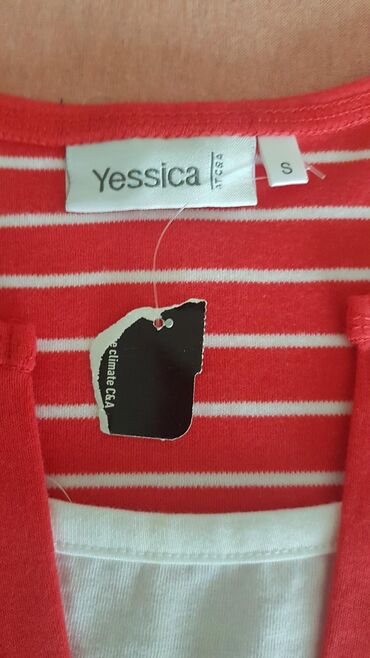 Yessica
AT C&A
S
e climate C&A